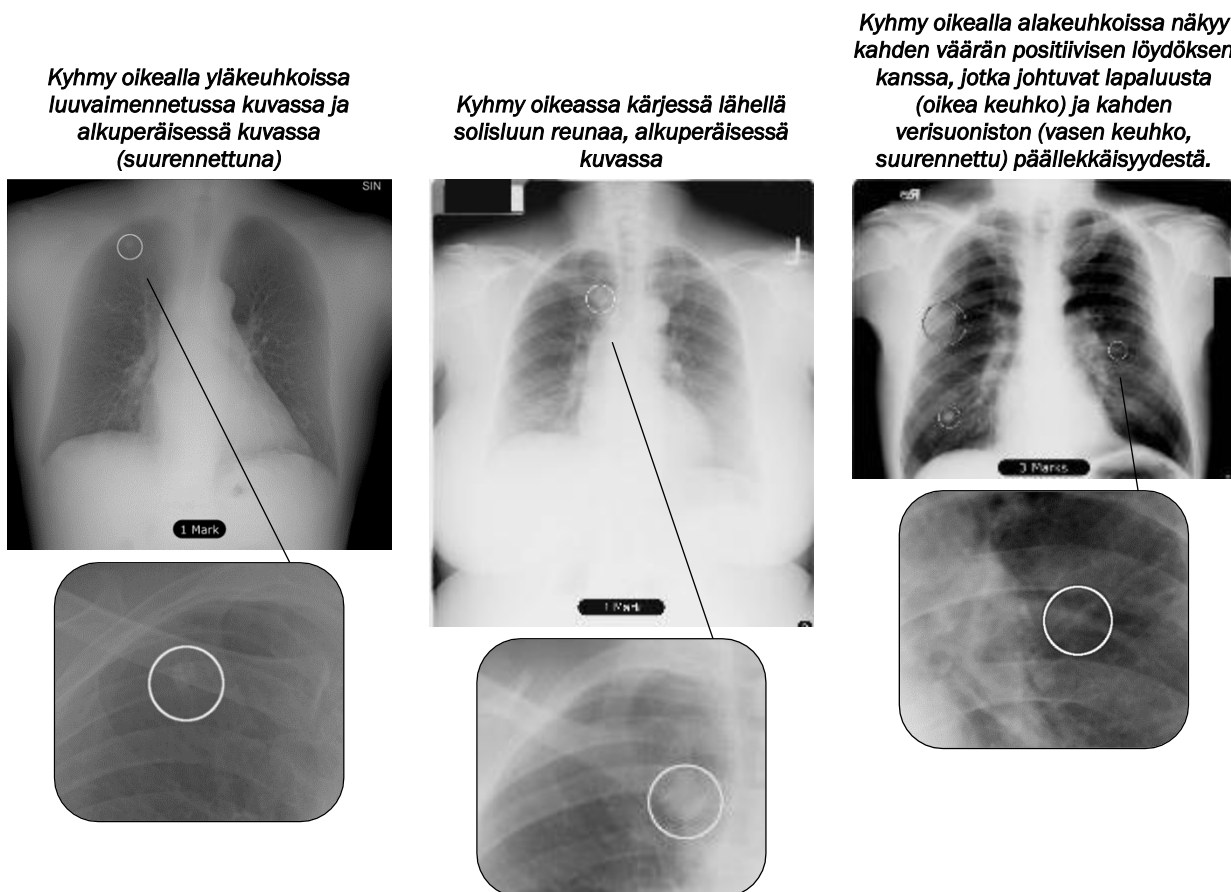 Kyhmy oikealla yläkeuhkoissa
luuvaimennetussa kuvassa ja
alkuperäisessä kuvassa
(suurennettuna)
Kyhmy oikeassa kärjessä lähellä
solisluun reunaa, alkuperäisessä
kuvassa
Kyhmy oikealla alakeuhkoissa näkyy
kahden väärän positiivisen löydöksen
kanssa, jotka johtuvat lapaluusta
(oikea keuhko) ja kahden
verisuoniston (vasen keuhko,
suurennettu) päällekkäisyydestä.
SIN
1 Mark
L
1 Mark
3 Marks